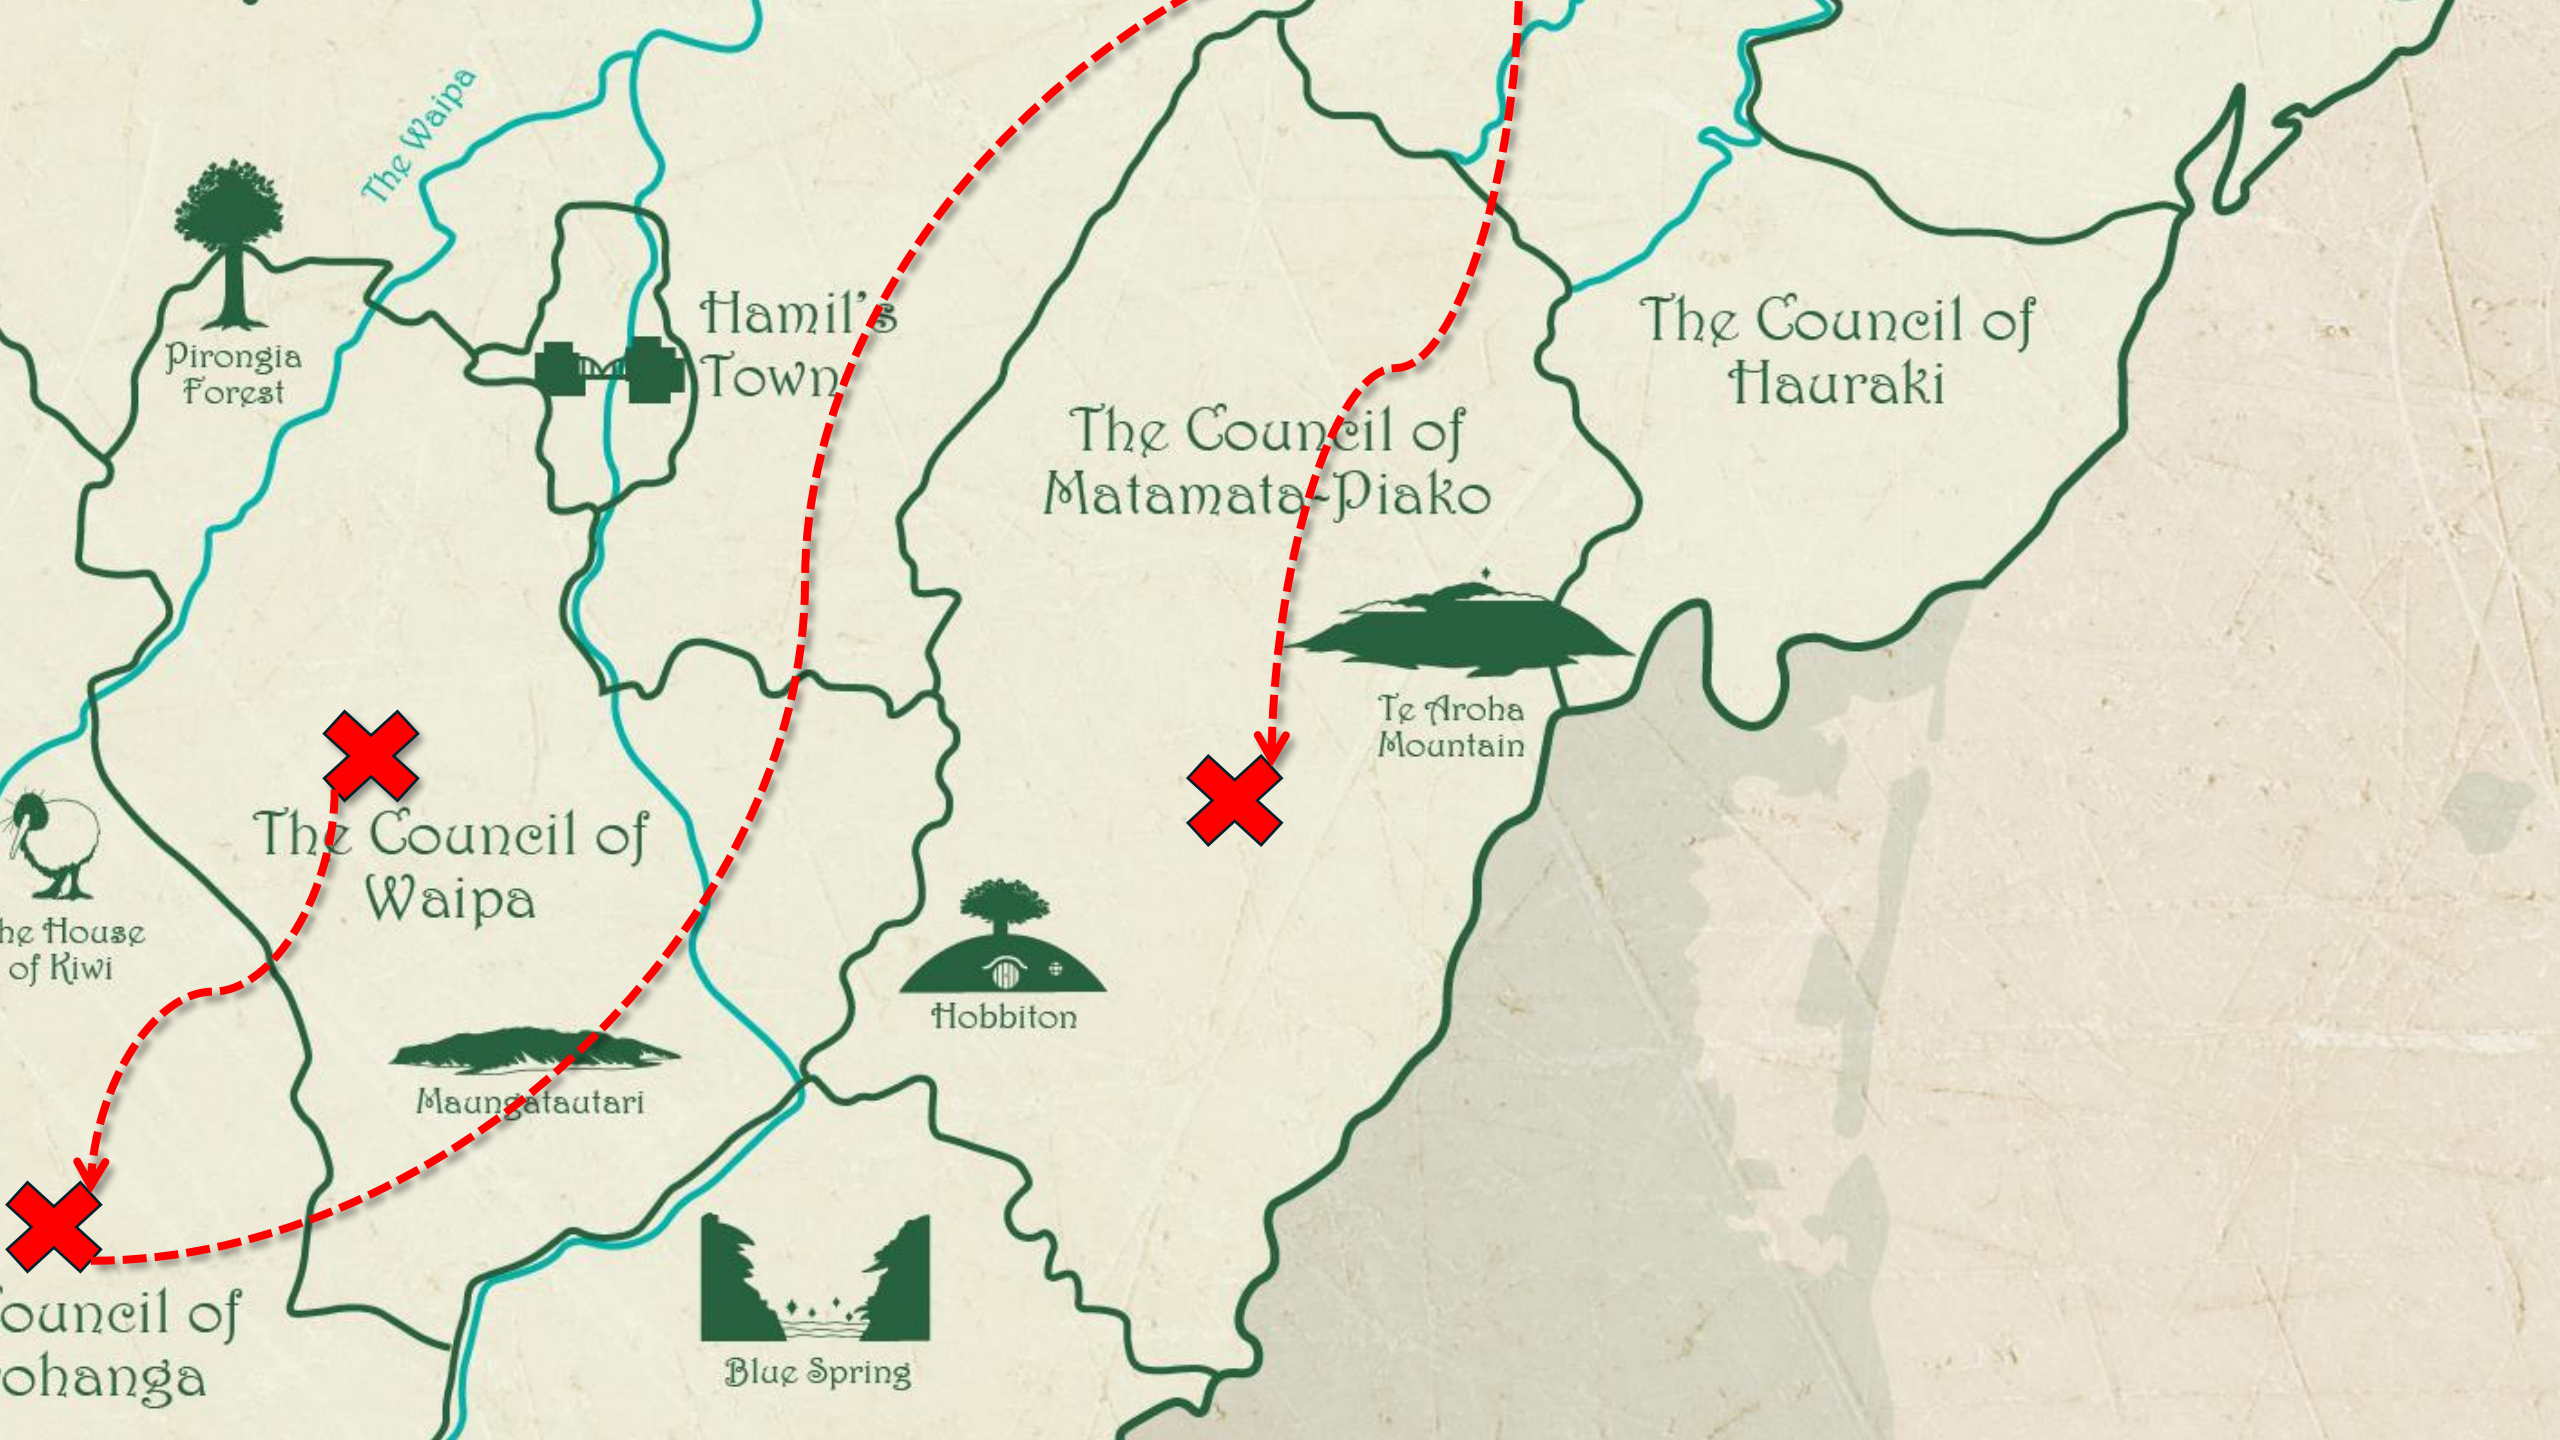 The Waipa
Pirongia
Forest
Hamil's
Town
The Council of
Hauraki
The Council of
Matamata-Piako
Te Aroha
Mountain
The Council of
Waipa
he House
of Kiwi
Hobbiton
Maungatautari
ouncil of
ohanga
Blue Spring